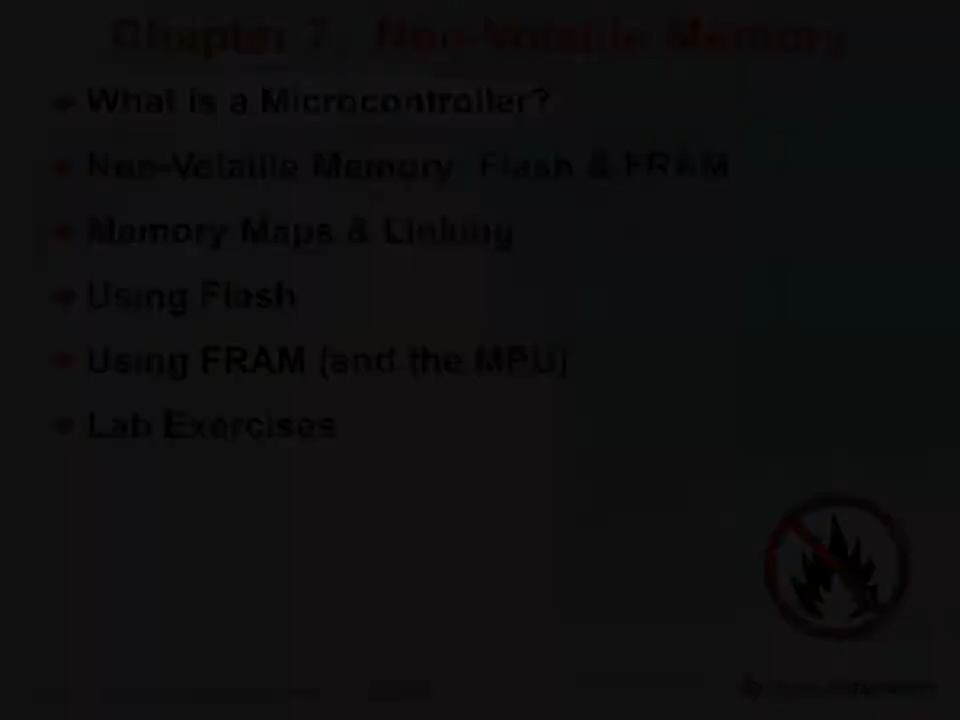 Chapter 7 Non-Volatile Memory
What is a Microcontroller?
Non-Volatile Memory: Flash & FRAM
Memory Maps & Linking
Using Flash
Using FRAM (and the MPU)
Lab Exercises